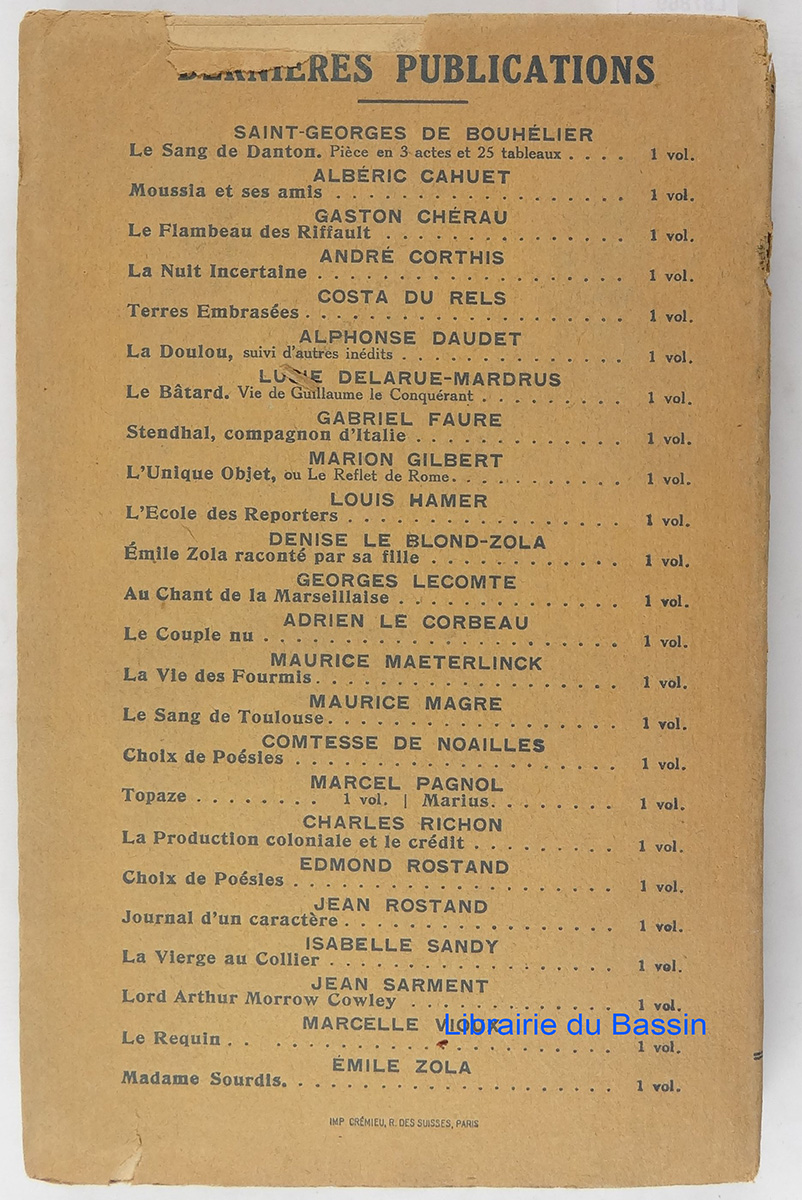 DERNIÈRES PUBLICATIONS
SAINT-GEORGES DE BOUHÉLIER
Le Sang de Danton. Pièce en 3 actes et 25 tableaux . . . . 1 vol.
ALBÉRIC CAHUET
Moussia et ses amis . . . . . . . . . . . . . . . . . . 1 vol.
GASTON CHÉRAU
Le Flambeau des Riffault . . . . . . . . . . . . . . . 1 vol.
ANDRÉ CORTHIS
La Nuit Incertaine . . . . . . . . . . . . . . . . . . . 1 vol.
COSTA DU RELS
Terres Embrasées . . . . . . . . . . . . . . . . . . . . 1 vol.
ALPHONSE DAUDET
La Doulou, suivi d'autres inédits . . . . . . . . . . . . . . 1 vol.
LUCIE DELARUE-MARDRUS
Le Bâtard. Vie de Guillaume le Conquérant . . . . . . . . . 1 vol.
GABRIEL FAURE
Stendhal, compagnon d'Italie . . . . . . . . . . . . . 1 vol.
MARION GILBERT
L'Unique Objet, ou Le Reflet de Rome. . . . . . . . . . . 1 vol.
LOUIS HAMER
L'Ecole des Reporters . . . . . . . . . . . . . . . . . 1 vol.
DENISE LE BLOND-ZOLA
Émile Zola raconté par sa fille . . . . . . . . . . . . 1 vol.
GEORGES LECOMTE
Au Chant de la Marseillaise . . . . . . . . . . . . . . 1 vol.
ADRIEN LE CORBEAU
Le Couple nu . . . . . . . . . . . . . . . . . . . . . . 1 vol.
MAURICE MAETERLINCK
La Vie des Fourmis. . . . . . . . . . . . . . . . . . . 1 vol.
MAURICE MAGRE
Le Sang de Toulouse. . . . . . . . . . . . . . . . . . 1 vol.
COMTESSE DE NOAILLES
Choix de Poésies . . . . . . . . . . . . . . . . . . . . 1 vol.
MARCEL PAGNOL
Topaze . . . . . . . . 1 vol. | Marius. . . . . . . . 1 vol.
CHARLES RICHON
La Production coloniale et le crédit . . . . . . . . . 1 vol.
EDMOND ROSTAND
Choix de Poésies . . . . . . . . . . . . . . . . . . . . 1 vol.
JEAN ROSTAND
Journal d'un caractère . . . . . . . . . . . . . . . . . 1 vol.
ISABELLE SANDY
La Vierge au Collier . . . . . . . . . . . . . . . . . . 1 vol.
JEAN SARMENT
Lord Arthur Morrow Cowley . . . . . . . . . . . . . 1 vol.
MARCELLE
Librairie du Bassin
Le Requin . . . . . . . . . . . . . . . . . . . . . . . 1 vol.
ÉMILE ZOLA
Madame Sourdis. . . . . . . . . . . . . . . . . . . . . 1 vol.
IMP CRÉMIEU, R. DES SUISSES, PARIS